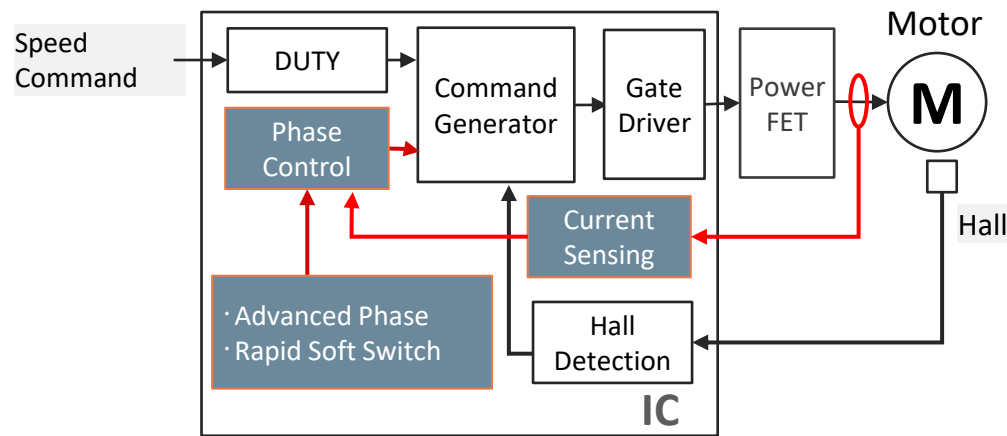 Speed
Command
DUTY
Command
Generator
Gate
Driver
Power
FET
Motor
M
Phase
Control
Current
Sensing
Hall
· Advanced Phase
· Rapid Soft Switch
Hall
Detection
IC